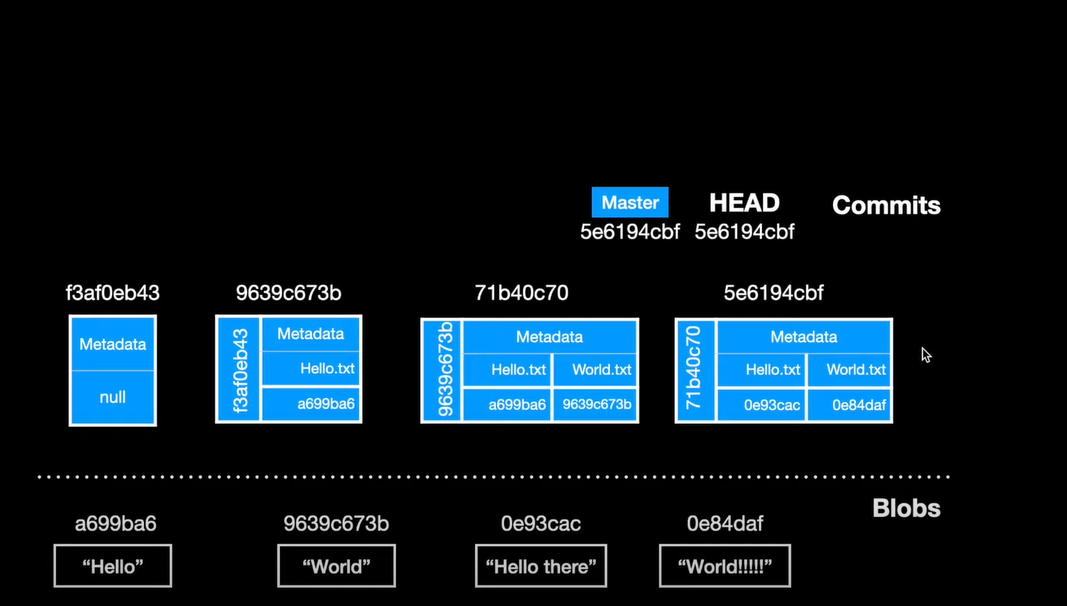 Master HEAD Commits
5e6194cbf 5e6194cbf
f3af0eb43 9639c673b 71b40c70 5e6194cbf
Metadata
null
f3af0eb43
Metadata
Hello.txt
a699ba6
9639c673b
Metadata
Hello.txt World.txt
a699ba6 9639c673b
71b40c70
Metadata
Hello.txt World.txt
0e93cac 0e84daf
Blobs
a699ba6 9639c673b 0e93cac 0e84daf
“Hello” “World” “Hello there” “World!!!!!”